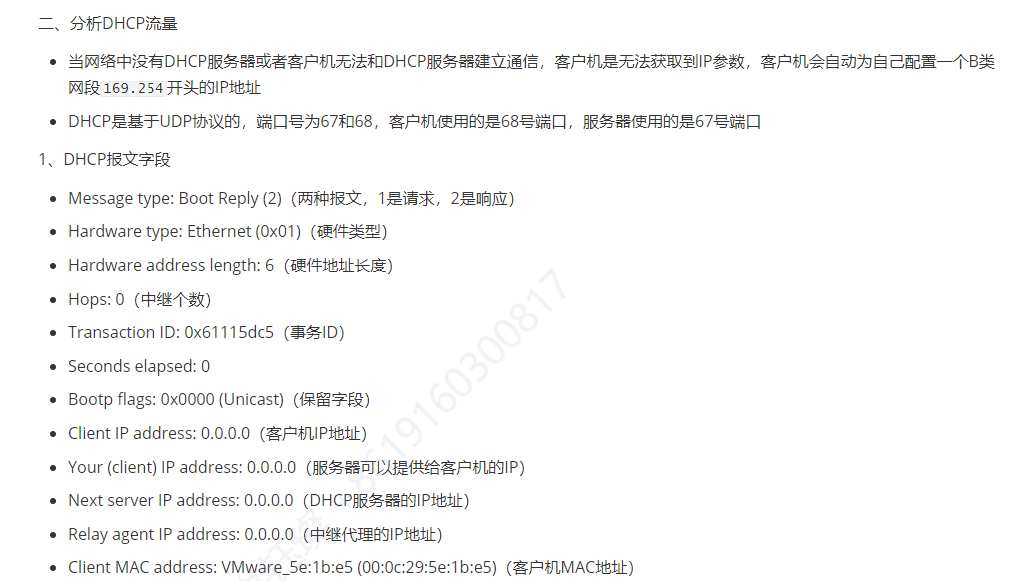 二、分析DHCP流量
当网络中没有DHCP服务器或者客户机无法和DHCP服务器建立通信，客户机是无法获取到IP参数，客户机会自动为自己配置一个B类
网段169.254开头的IP地址
DHCP是基于UDP协议的，端口号为67和68，客户机使用的是68号端口，服务器使用的是67号端口
1、DHCP报文字段
Message type: Boot Reply (2)（两种报文，1是请求，2是响应）
Hardware type: Ethernet (0x01)（硬件类型）
Hardware address length: 6（硬件地址长度）
Hops: 0（中继个数）
Transaction ID: 0x61115dc5（事务ID）
Seconds elapsed: 0
Bootp flags: 0x0000 (Unicast)（保留字段）
Client IP address: 0.0.0.0（客户机IP地址）
Your (client) IP address: 0.0.0.0（服务器可以提供给客户机的IP）
Next server IP address: 0.0.0.0（DHCP服务器的IP地址）
Relay agent IP address: 0.0.0.0（中继代理的IP地址）
Client MAC address: VMware_5e:1b:e5 (00:0c:29:5e:1b:e5)（客户机MAC地址）
8619160300817